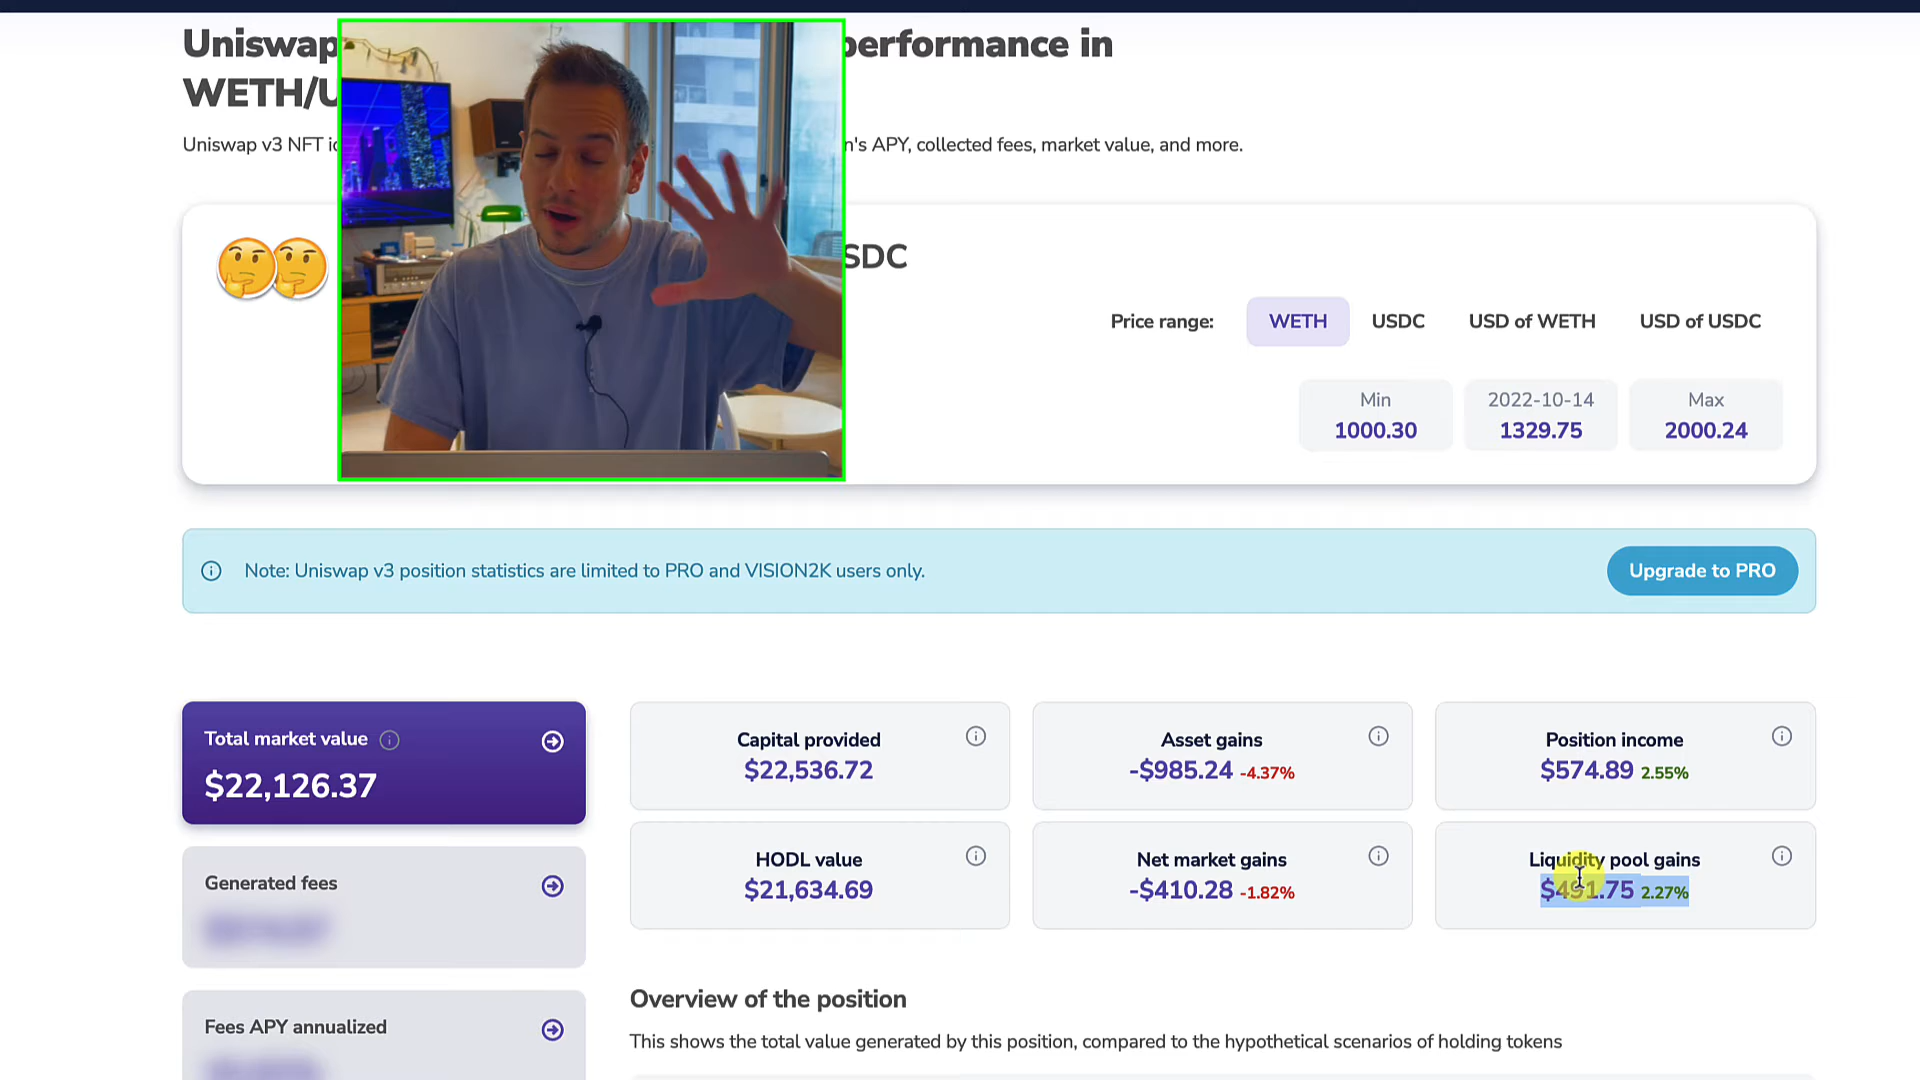 Uniswap performance in
WETH/U
Uniswap v3 NFT n's APY, collected fees, market value, and more.
SDC
Price range: WETH USDC USD of WETH USD of USDC
Min 2022-10-14 Max
1000.30 1329.75 2000.24
Note: Uniswap v3 position statistics are limited to PRO and VISION2K users only. Upgrade to PRO
Total market value
$22,126.37
Capital provided Asset gains Position income
$22,536.72 -$985.24 -4.37% $574.89 2.55%
HODL value Net market gains Liquidity pool gains
$21,634.69 -$410.28 -1.82% $491.75 2.27%
Generated fees
Overview of the position
Fees APY annualized
This shows the total value generated by this position, compared to the hypothetical scenarios of holding tokens